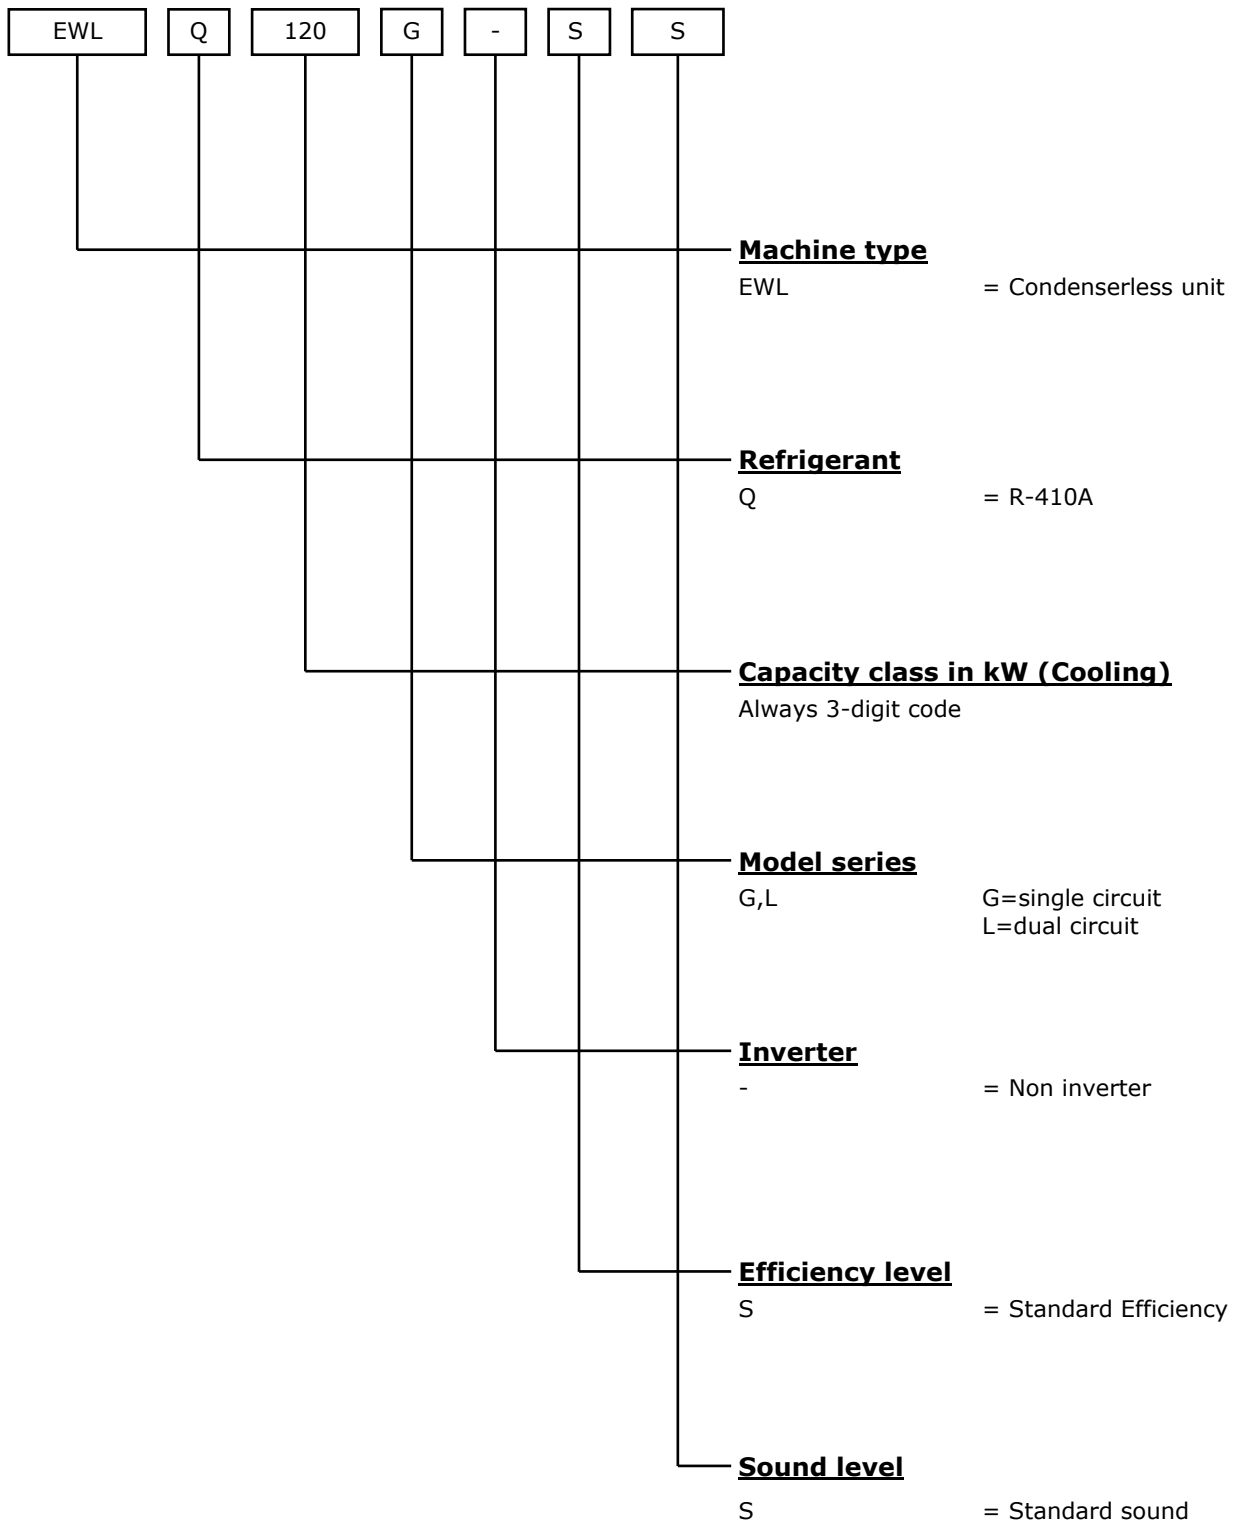 EWL Q 120 G - S S
Machine type
EWL = Condenserless unit
Refrigerant
Q = R-410A
Capacity class in kW (Cooling)
Always 3-digit code
Model series
G,L G=single circuit
L=dual circuit
Inverter
- = Non inverter
Efficiency level
S = Standard Efficiency
Sound level
S = Standard sound